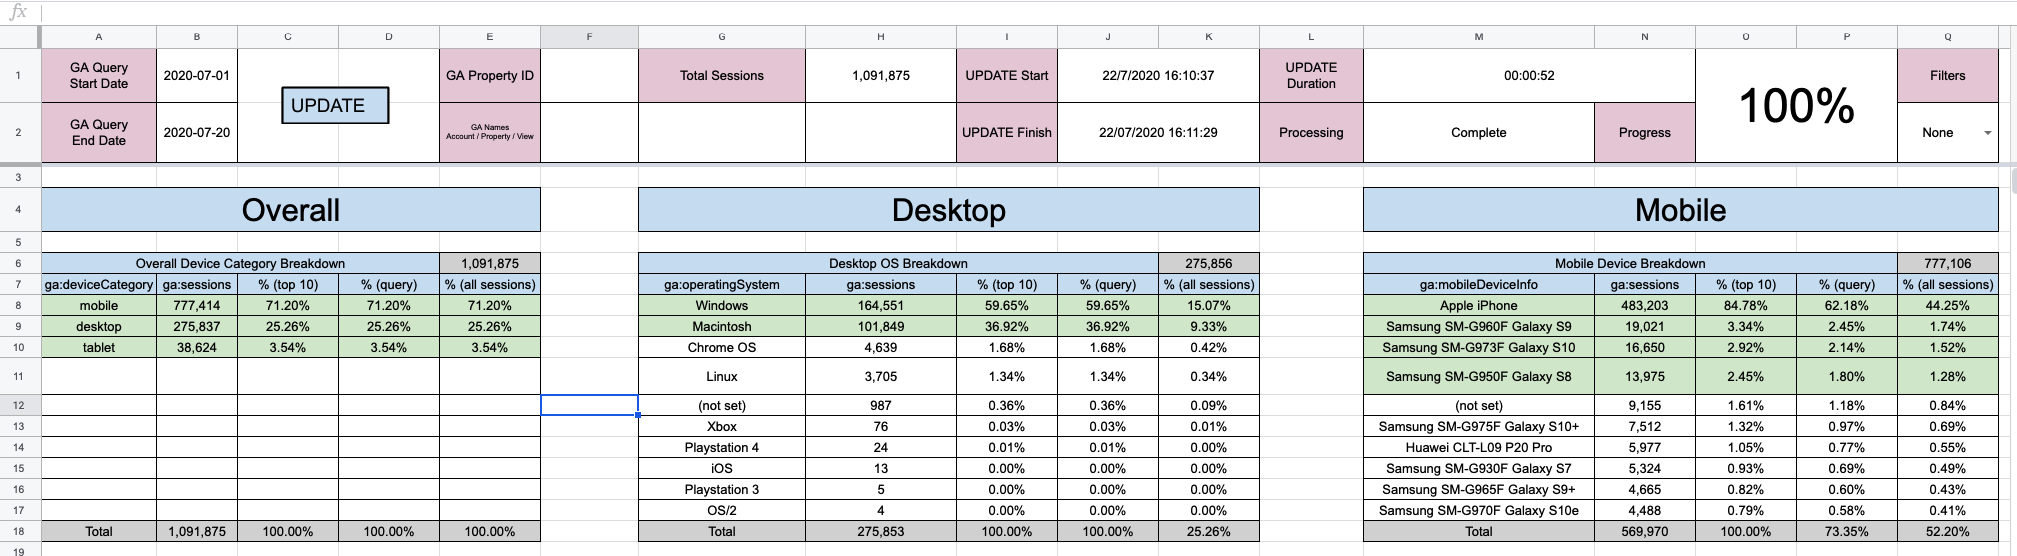 fx
A B C D E F G H I J K L M N O P Q
1 GA Query Start Date 2020-07-01 UPDATE GA Property ID Total Sessions 1,091,875 UPDATE Start 22/7/2020 16:10:37 UPDATE Duration 00:00:52 100% Filters
2 GA Query End Date 2020-07-20 GA Names Account / Property / View UPDATE Finish 22/07/2020 16:11:29 Processing Complete Progress None
3
4 Overall Desktop Mobile
5
6 Overall Device Category Breakdown 1,091,875 Desktop OS Breakdown 275,856 Mobile Device Breakdown 777,106
7 ga:deviceCategory ga:sessions % (top 10) % (query) % (all sessions) ga:operatingSystem ga:sessions % (top 10) % (query) % (all sessions) ga:mobileDeviceInfo ga:sessions % (top 10) % (query) % (all sessions)
8 mobile 777,414 71.20% 71.20% 71.20% Windows 164,551 59.65% 59.65% 15.07% Apple iPhone 483,203 84.78% 62.18% 44.25%
9 desktop 275,837 25.26% 25.26% 25.26% Macintosh 101,849 36.92% 36.92% 9.33% Samsung SM-G960F Galaxy S9 19,021 3.34% 2.45% 1.74%
10 tablet 38,624 3.54% 3.54% 3.54% Chrome OS 4,639 1.68% 1.68% 0.42% Samsung SM-G973F Galaxy S10 16,650 2.92% 2.14% 1.52%
11 Linux 3,705 1.34% 1.34% 0.34% Samsung SM-G950F Galaxy S8 13,975 2.45% 1.80% 1.28%
12 (not set) 987 0.36% 0.36% 0.09% (not set) 9,155 1.61% 1.18% 0.84%
13 Xbox 76 0.03% 0.03% 0.01% Samsung SM-G975F Galaxy S10+ 7,512 1.32% 0.97% 0.69%
14 Playstation 4 24 0.01% 0.01% 0.00% Huawei CLT-L09 P20 Pro 5,977 1.05% 0.77% 0.55%
15 iOS 13 0.00% 0.00% 0.00% Samsung SM-G930F Galaxy S7 5,324 0.93% 0.69% 0.49%
16 Playstation 3 5 0.00% 0.00% 0.00% Samsung SM-G965F Galaxy S9+ 4,665 0.82% 0.60% 0.43%
17 OS/2 4 0.00% 0.00% 0.00% Samsung SM-G970F Galaxy S10e 4,488 0.79% 0.58% 0.41%
18 Total 1,091,875 100.00% 100.00% 100.00% Total 275,853 100.00% 100.00% 25.26% Total 569,970 100.00% 73.35% 52.20%
19